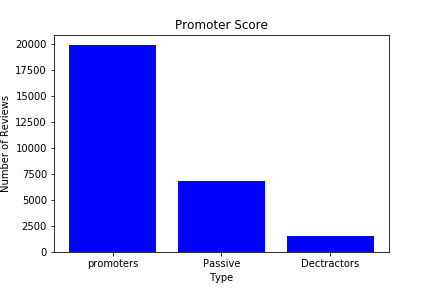 Promoter Score
Number of Reviews
20000
17500
15000
12500
10000
7500
5000
2500
0
promoters
Passive
Dectractors
Type